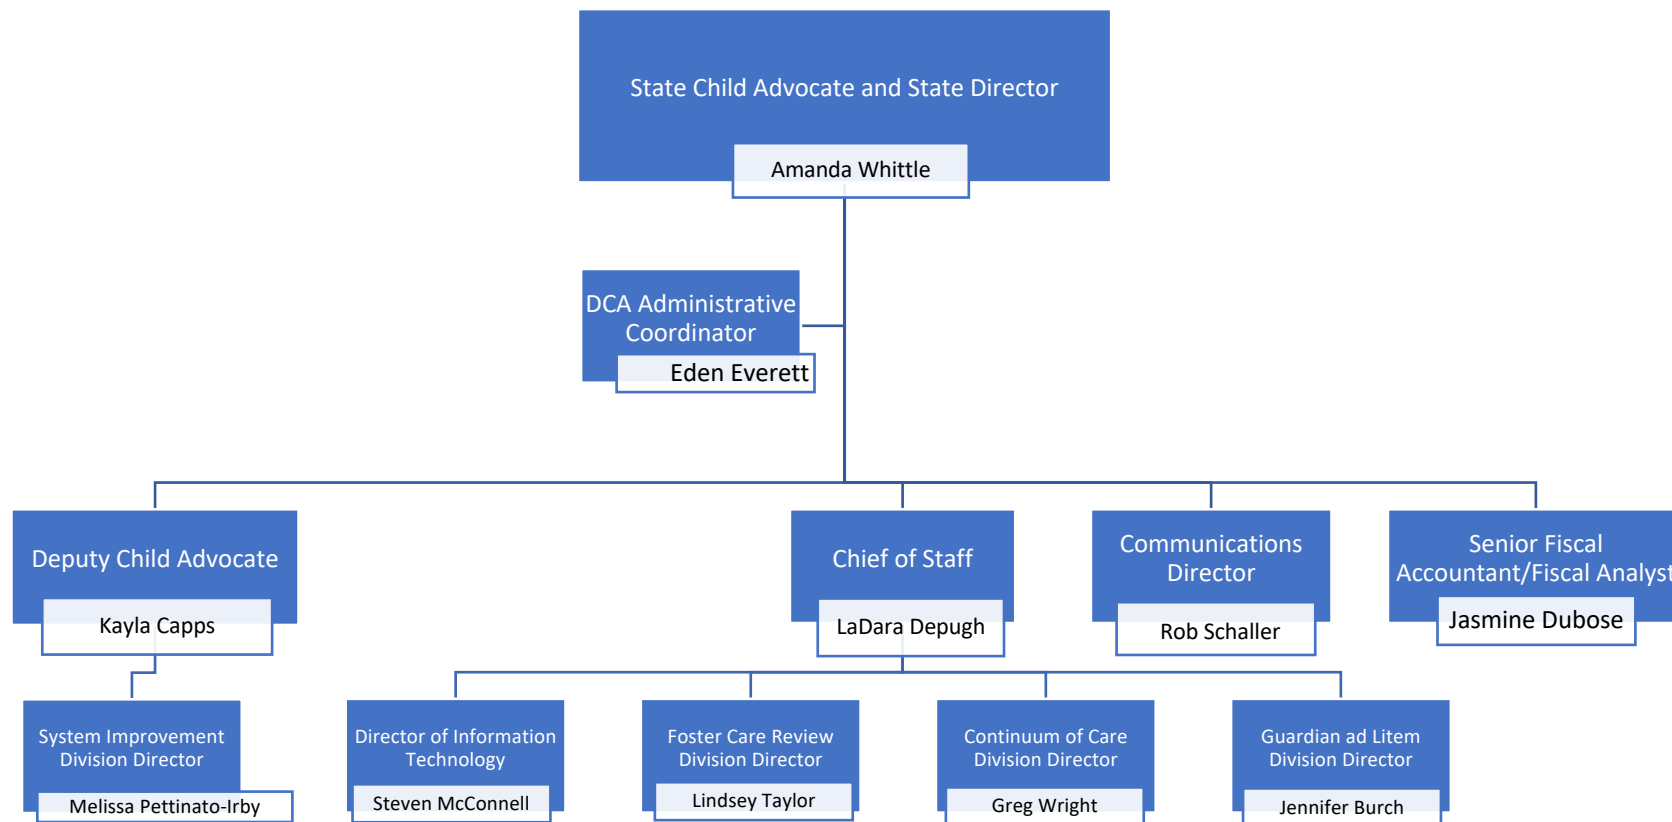 State Child Advocate and State Director
Amanda Whittle
DCA Administrative
Coordinator
Eden Everett
Deputy Child Advocate
Kayla Capps
Chief of Staff
LaDara Depugh
Communications
Director
Rob Schaller
Senior Fiscal
Accountant/Fiscal Analyst
Jasmine Dubose
System Improvement
Division Director
Melissa Pettinato-Irby
Director of Information
Technology
Steven McConnell
Foster Care Review
Division Director
Lindsey Taylor
Continuum of Care
Division Director
Greg Wright
Guardian ad Litem
Division Director
Jennifer Burch